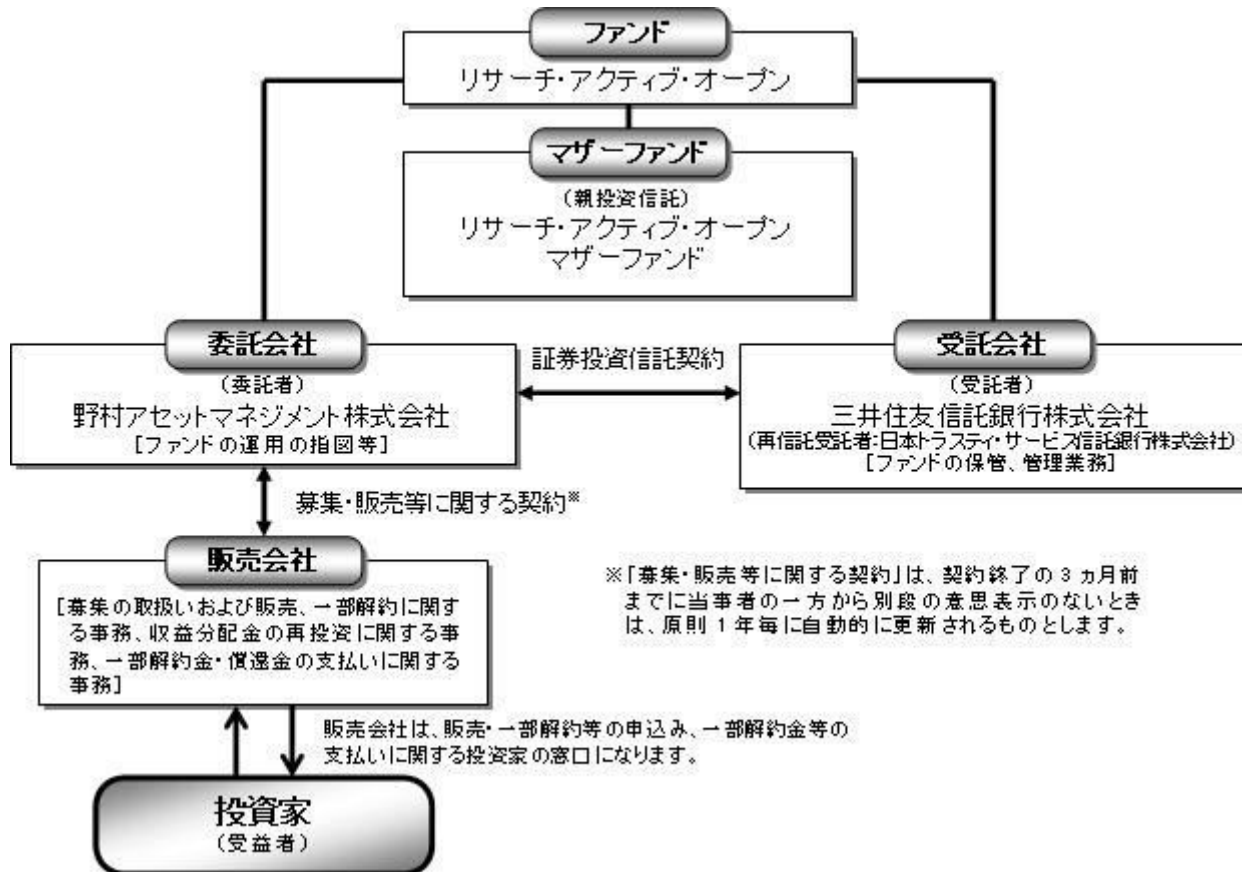 ファンド
リサーチ・アクティブ・オープン
マザーファンド
(親投資信託)
リサーチ・アクティブ・オープン
マザーファンド
委託会社
(委託者)
野村アセットマネジメント株式会社
[ファンドの運用の指図等]
証券投資信託契約
受託会社
(受託者)
三井住友信託銀行株式会社
(再信託受託者:日本トラスティ・サービス信託銀行株式会社)
[ファンドの保管、管理業務]
募集・販売等に関する契約※
販売会社
[募集の取扱いおよび販売、一部解約に関す
る事務、収益分配金の再投資に関する事
務、一部解約金・償還金の支払いに関する
事務]
※「募集・販売等に関する契約」は、契約終了の3ヵ月前
までに当事者の一方から別段の意思表示のないとき
は、原則1年毎に自動的に更新されるものとします。
販売会社は、販売・一部解約等の申込み、一部解約金等の
支払いに関する投資家の窓口になります。
投資家
(受益者)